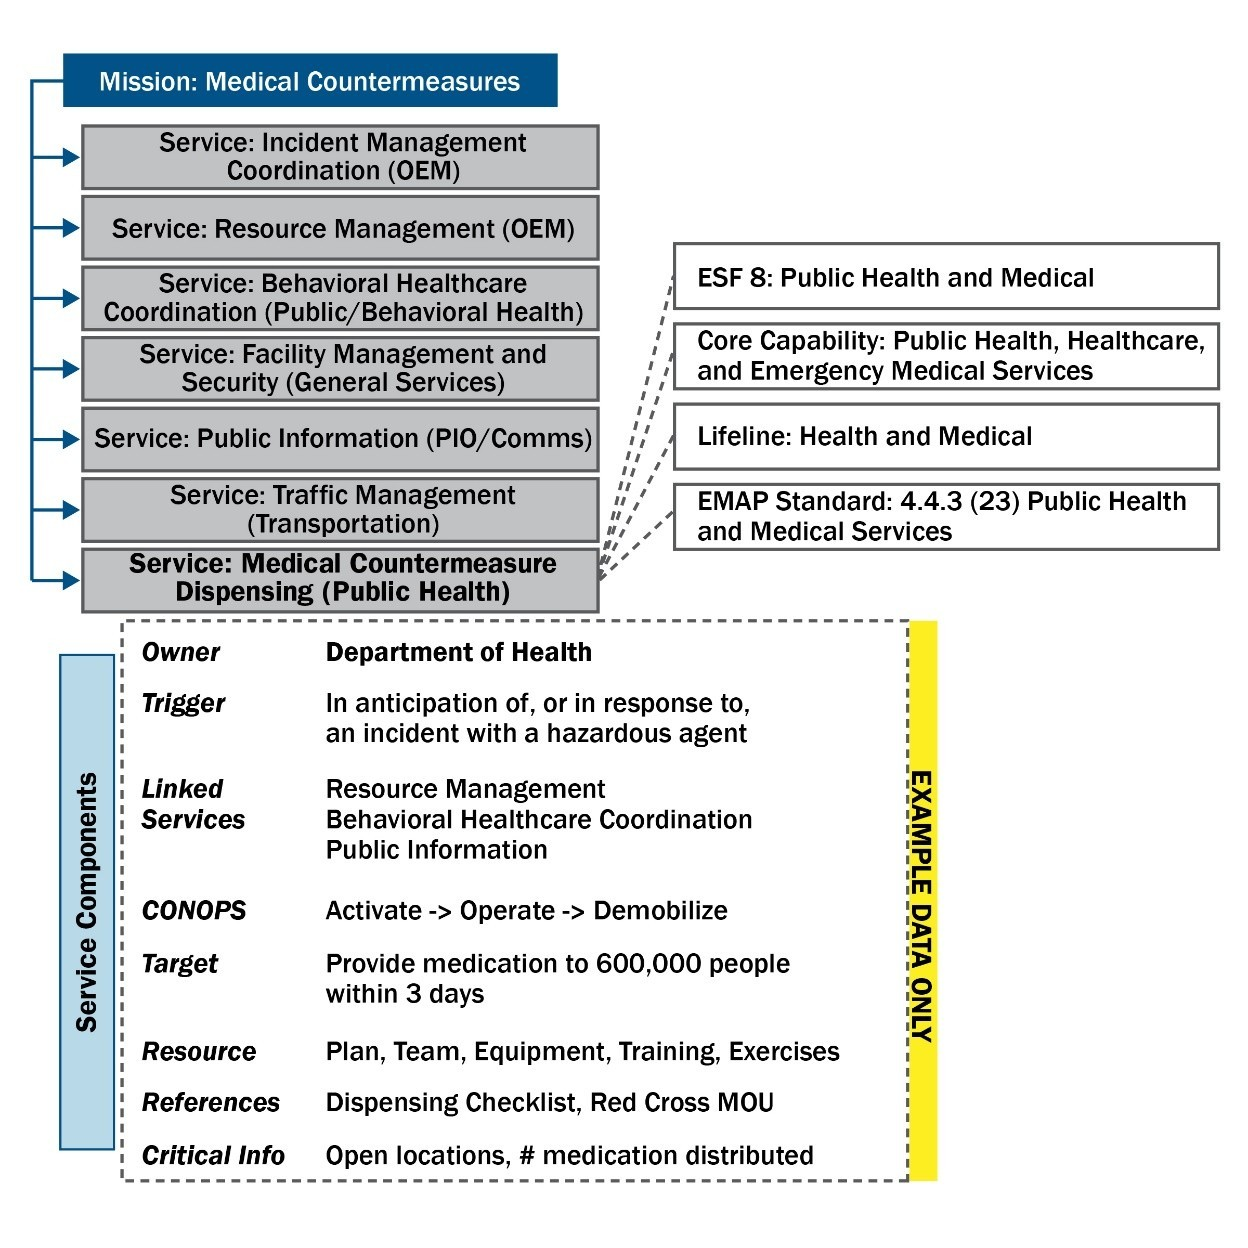 Mission: Medical Countermeasures
Service: Incident Management
Coordination (OEM)
Service: Resource Management (OEM)
Service: Behavioral Healthcare
Coordination (Public/Behavioral Health)
Service: Facility Management and
Security (General Services)
Service: Public Information (PIO/Comms)
Service: Traffic Management
(Transportation)
Service: Medical Countermeasure
Dispensing (Public Health)
ESF 8: Public Health and Medical
Core Capability: Public Health, Healthcare,
and Emergency Medical Services
Lifeline: Health and Medical
EMAP Standard: 4.4.3 (23) Public Health
and Medical Services
Service Components
Owner Department of Health
Trigger In anticipation of, or in response to,
an incident with a hazardous agent
Linked Resource Management
Services Behavioral Healthcare Coordination
Public Information
CONOPS Activate -> Operate -> Demobilize
Target Provide medication to 600,000 people
within 3 days
Resource Plan, Team, Equipment, Training, Exercises
References Dispensing Checklist, Red Cross MOU
Critical Info Open locations, # medication distributed
EXAMPLE DATA ONLY